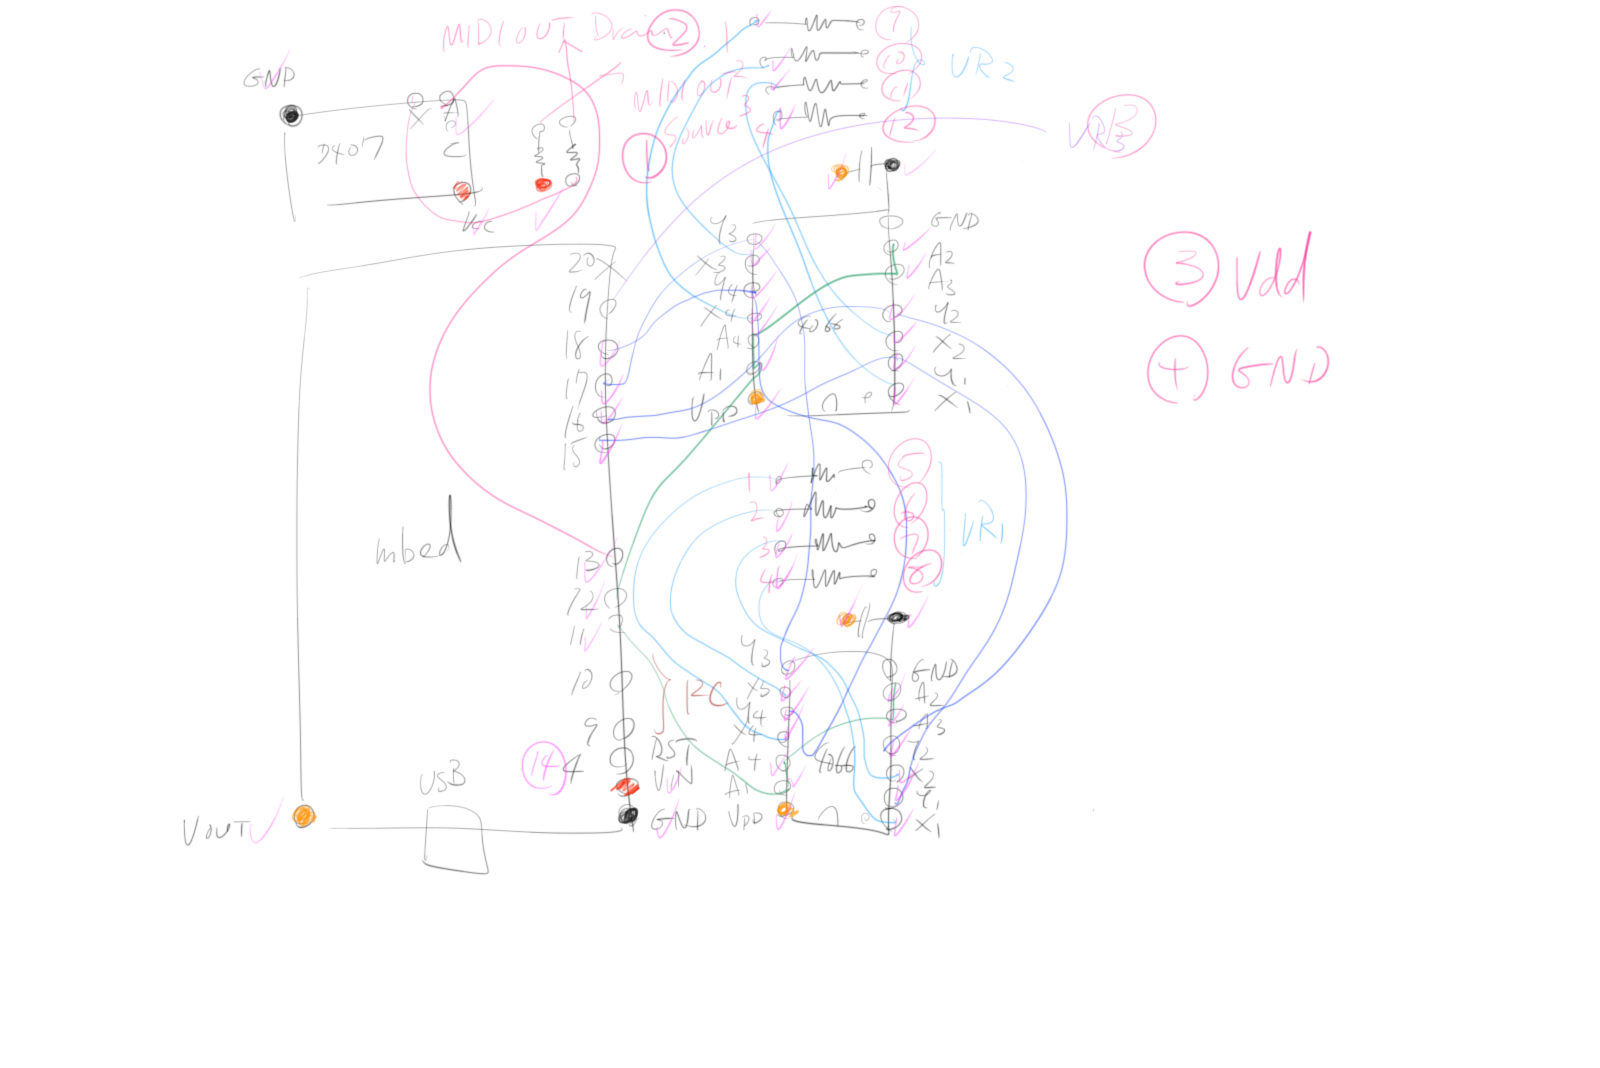 MIDI OUT Drain ②
GND
D407
X
A
C
Vcc
MIDI OUT
Source
①
1
2
3
4
9
10
11
12
VR2
VR3
③ Vdd
④ GND
mbed
20
19
18
17
16
15
13
12
11
10
9
I2C
RST
VIN
GND
14
USB
VOUT
Y3
X3
Y4
X4
A4
A1
VDD
4066
GND
A2
A3
Y2
X2
Y1
X1
1
2
3
4
5
6
7
8
VR1
Y3
X3
Y4
X4
A4
A1
VDD
4066
GND
A2
A3
Y2
X2
Y1
X1